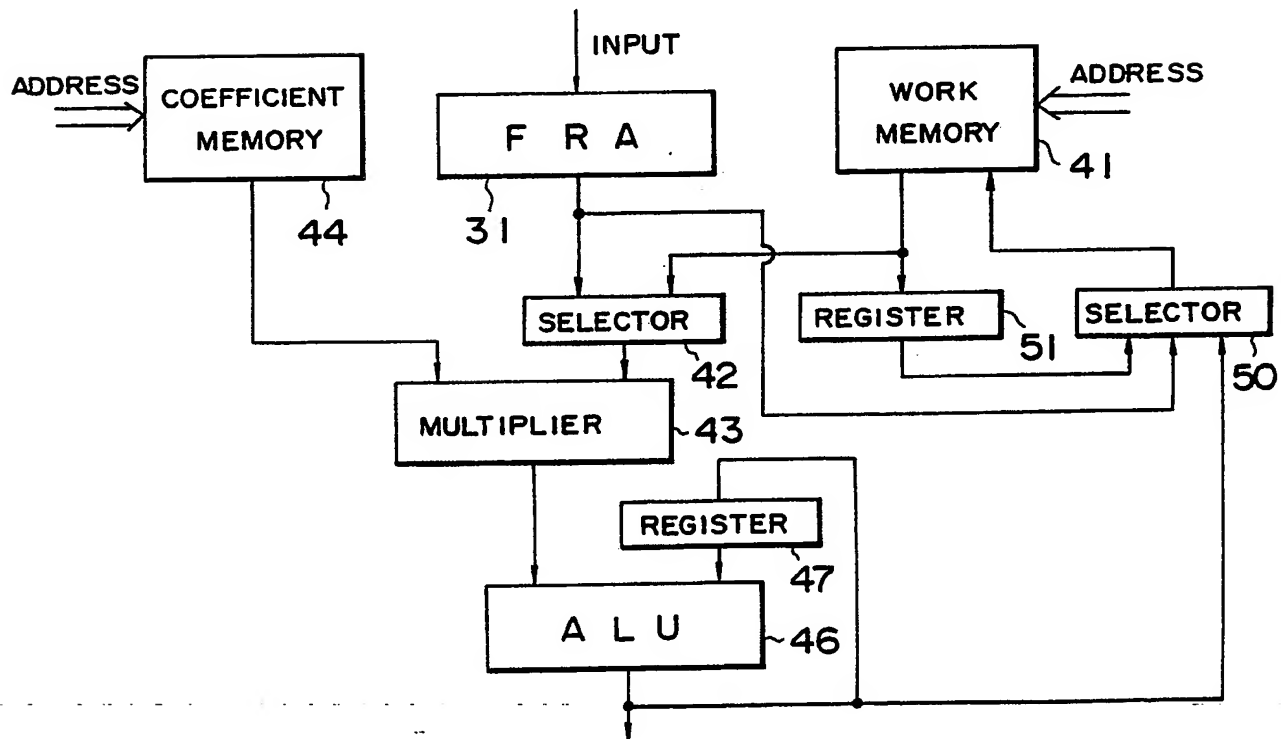 INPUT
ADDRESS
COEFFICIENT
MEMORY
44
F R A
31
WORK
MEMORY
ADDRESS
41
SELECTOR
42
REGISTER
51
SELECTOR
50
MULTIPLIER
43
REGISTER
47
A L U
46